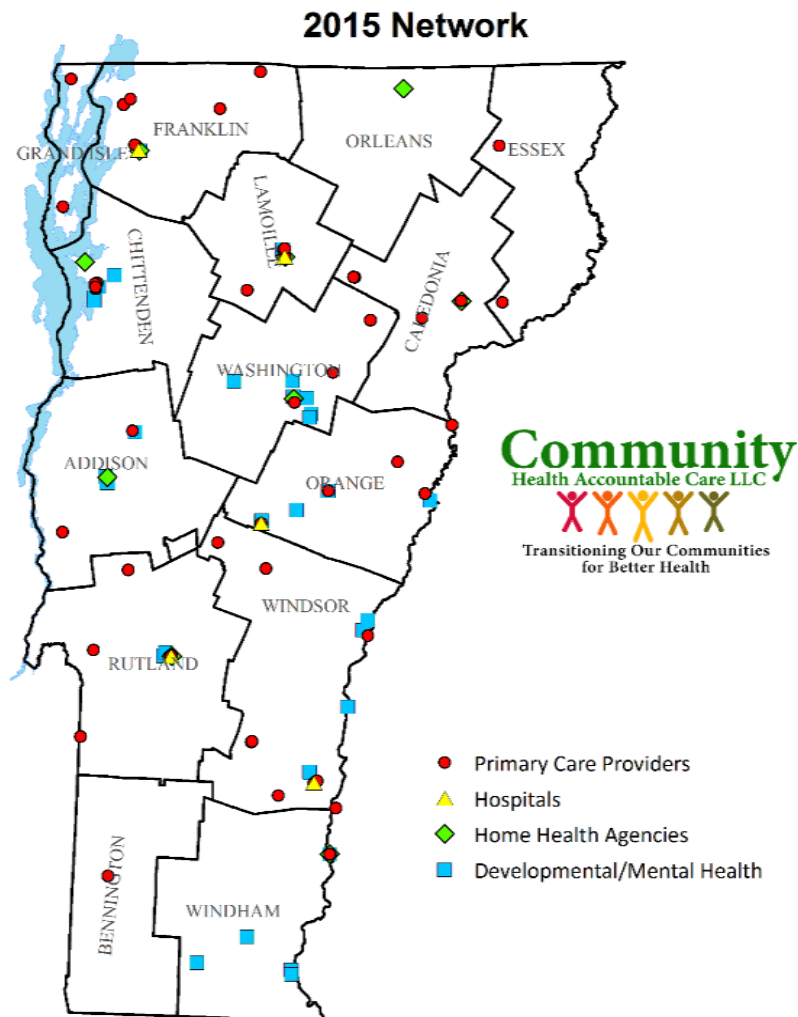 2015 Network
FRANKLIN
ORLEANS
ESSEX
GRAND ISLE
LAMOILLE
CHITTENDEN
CALEDONIA
WASHINGTON
ADDISON
ORANGE
Community
Health Accountable Care LLC
Transitioning Our Communities
for Better Health
WINDSOR
RUTLAND
Primary Care Providers
Hospitals
Home Health Agencies
Developmental/Mental Health
BENNINGTON
WINDHAM